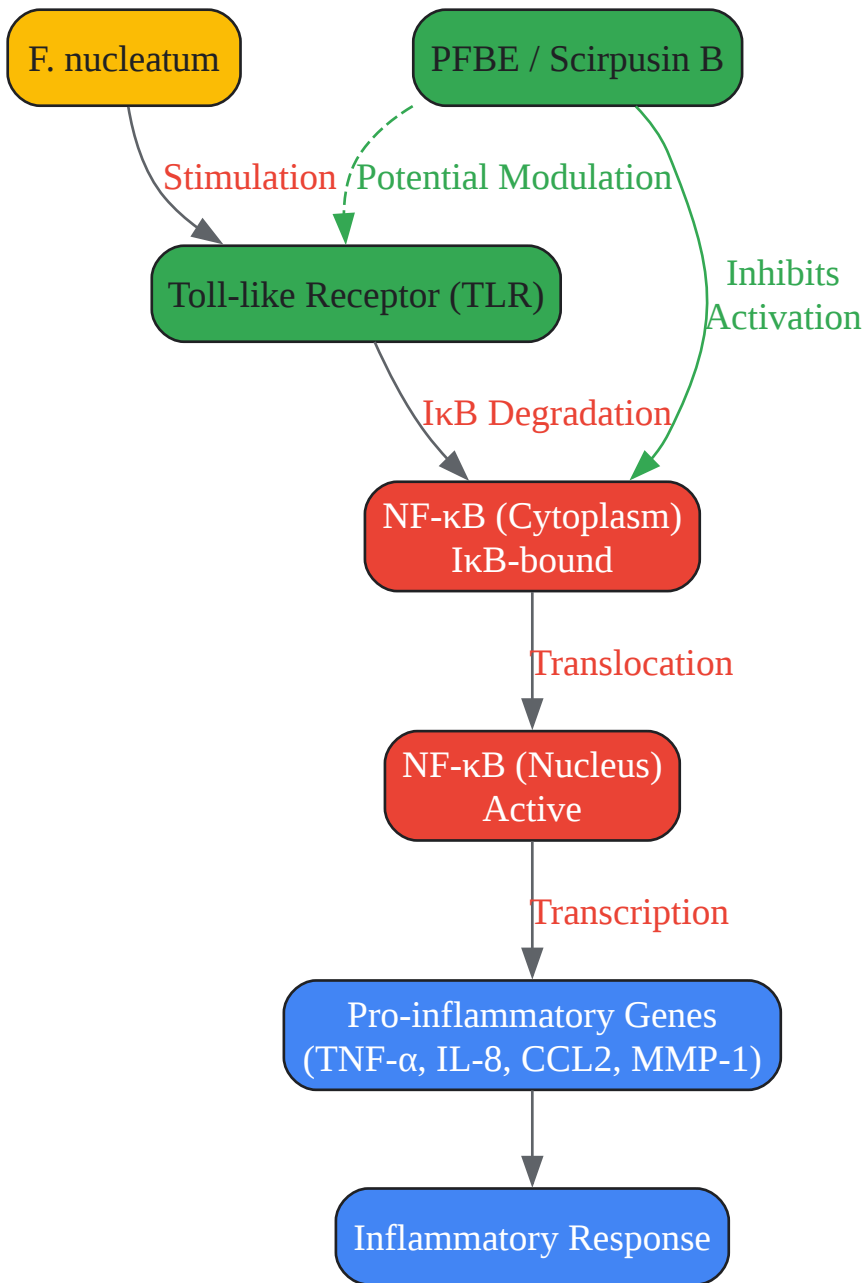 F. nucleatum
PFBE / Scirpusin B
Stimulation
Potential Modulation
Inhibits
Activation
Toll-like Receptor (TLR)
IκB Degradation
NF-κB (Cytoplasm)
IκB-bound
Translocation
NF-κB (Nucleus)
Active
Transcription
Pro-inflammatory Genes
(TNF-α, IL-8, CCL2, MMP-1)
Inflammatory Response